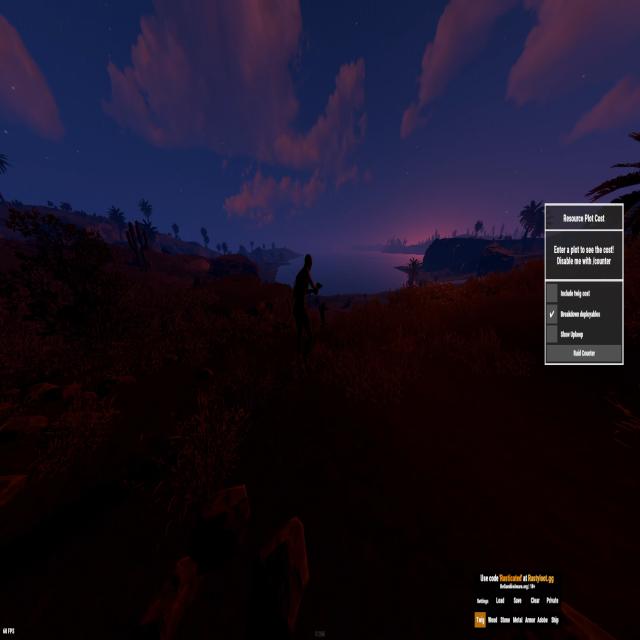 Resource Plot Cost
Enter a plot to see the cost!
Disable me with /counter
Include twig cost
Breakdown deployables
Show Upkeep
Raid Counter
Use code 'Rusticated' at Rustyloot.gg
Settings Load Save Clear Private
Twig Wood Stone Metal Armor Adobe Skip
60 FPS